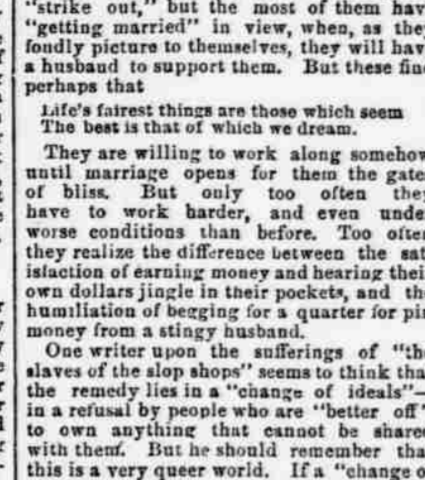 "strike out," but the most of them hav
"getting married" in view, when, as the
fondly picture to themselves, they will hav
a husband to support them. But these fin
perhaps that
Life's fairest things are those which seem
The best is that of which we dream.
They are willing to work along somehow
until marriage opens for them the gate
of bliss. But only too often the
have to work harder, and even unde
worse conditions than before. Too ofte
they realize the difference between the sat
isfaction of earning money and hearing thei
own dollars jingle in their pockets, and th
humiliation of begging for a quarter for pi
money from a stingy husband.
One writer upon the sufferings of "th
slaves of the slop shops" seems to think tha
the remedy lies in a "change of ideals"—
in a refusal by people who are "better off"
to own anything that cannot be share
with them. But he should remember tha
this is a very queer world. If a "change o